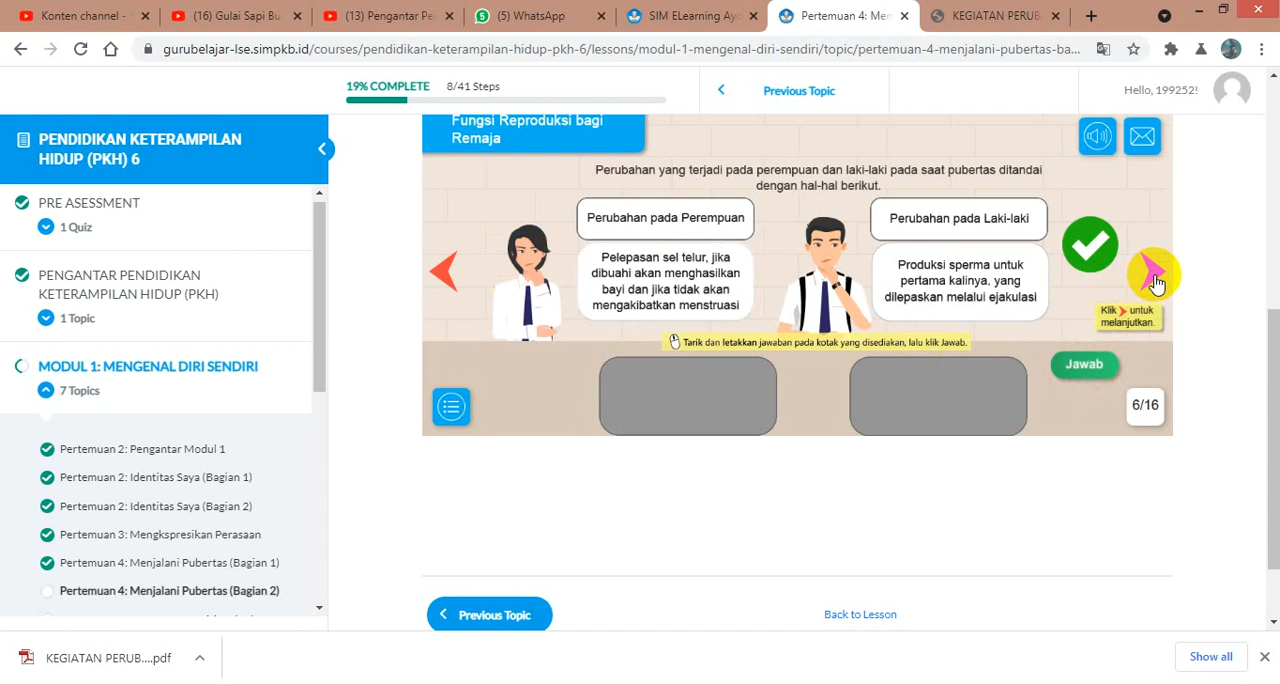 Konten channel -
(16) Gulai Sapi Bu
(13) Pengantar Pe
(5) WhatsApp
SIM ELearning Ayo
Pertemuan 4: Men
KEGIATAN PERUB
gurubelajar-lse.simpkb.id/courses/pendidikan-keterampilan-hidup-pkh-6/lessons/modul-1-mengenal-diri-sendiri/topic/pertemuan-4-menjalani-pubertas-ba...
19% COMPLETE
8/41 Steps
Previous Topic
Hello, 199252!
PENDIDIKAN KETERAMPILAN
HIDUP (PKH) 6
PRE ASESSMENT
1 Quiz
PENGANTAR PENDIDIKAN
KETERAMPILAN HIDUP (PKH)
1 Topic
MODUL 1: MENGENAL DIRI SENDIRI
7 Topics
Pertemuan 2: Pengantar Modul 1
Pertemuan 2: Identitas Saya (Bagian 1)
Pertemuan 2: Identitas Saya (Bagian 2)
Pertemuan 3: Mengkspresikan Perasaan
Pertemuan 4: Menjalani Pubertas (Bagian 1)
Pertemuan 4: Menjalani Pubertas (Bagian 2)
Fungsi Reproduksi bagi
Remaja
Perubahan yang terjadi pada perempuan dan laki-laki pada saat pubertas ditandai
dengan hal-hal berikut.
Perubahan pada Perempuan
Pelepasan sel telur, jika
dibuahi akan menghasilkan
bayi dan jika tidak akan
mengakibatkan menstruasi
Perubahan pada Laki-laki
Produksi sperma untuk
pertama kalinya, yang
dilepaskan melalui ejakulasi
Klik > untuk
melanjutkan.
Tarik dan letakkan jawaban pada kotak yang disediakan, lalu klik Jawab.
Jawab
6/16
Previous Topic
Back to Lesson
KEGIATAN PERUB....pdf
Show all